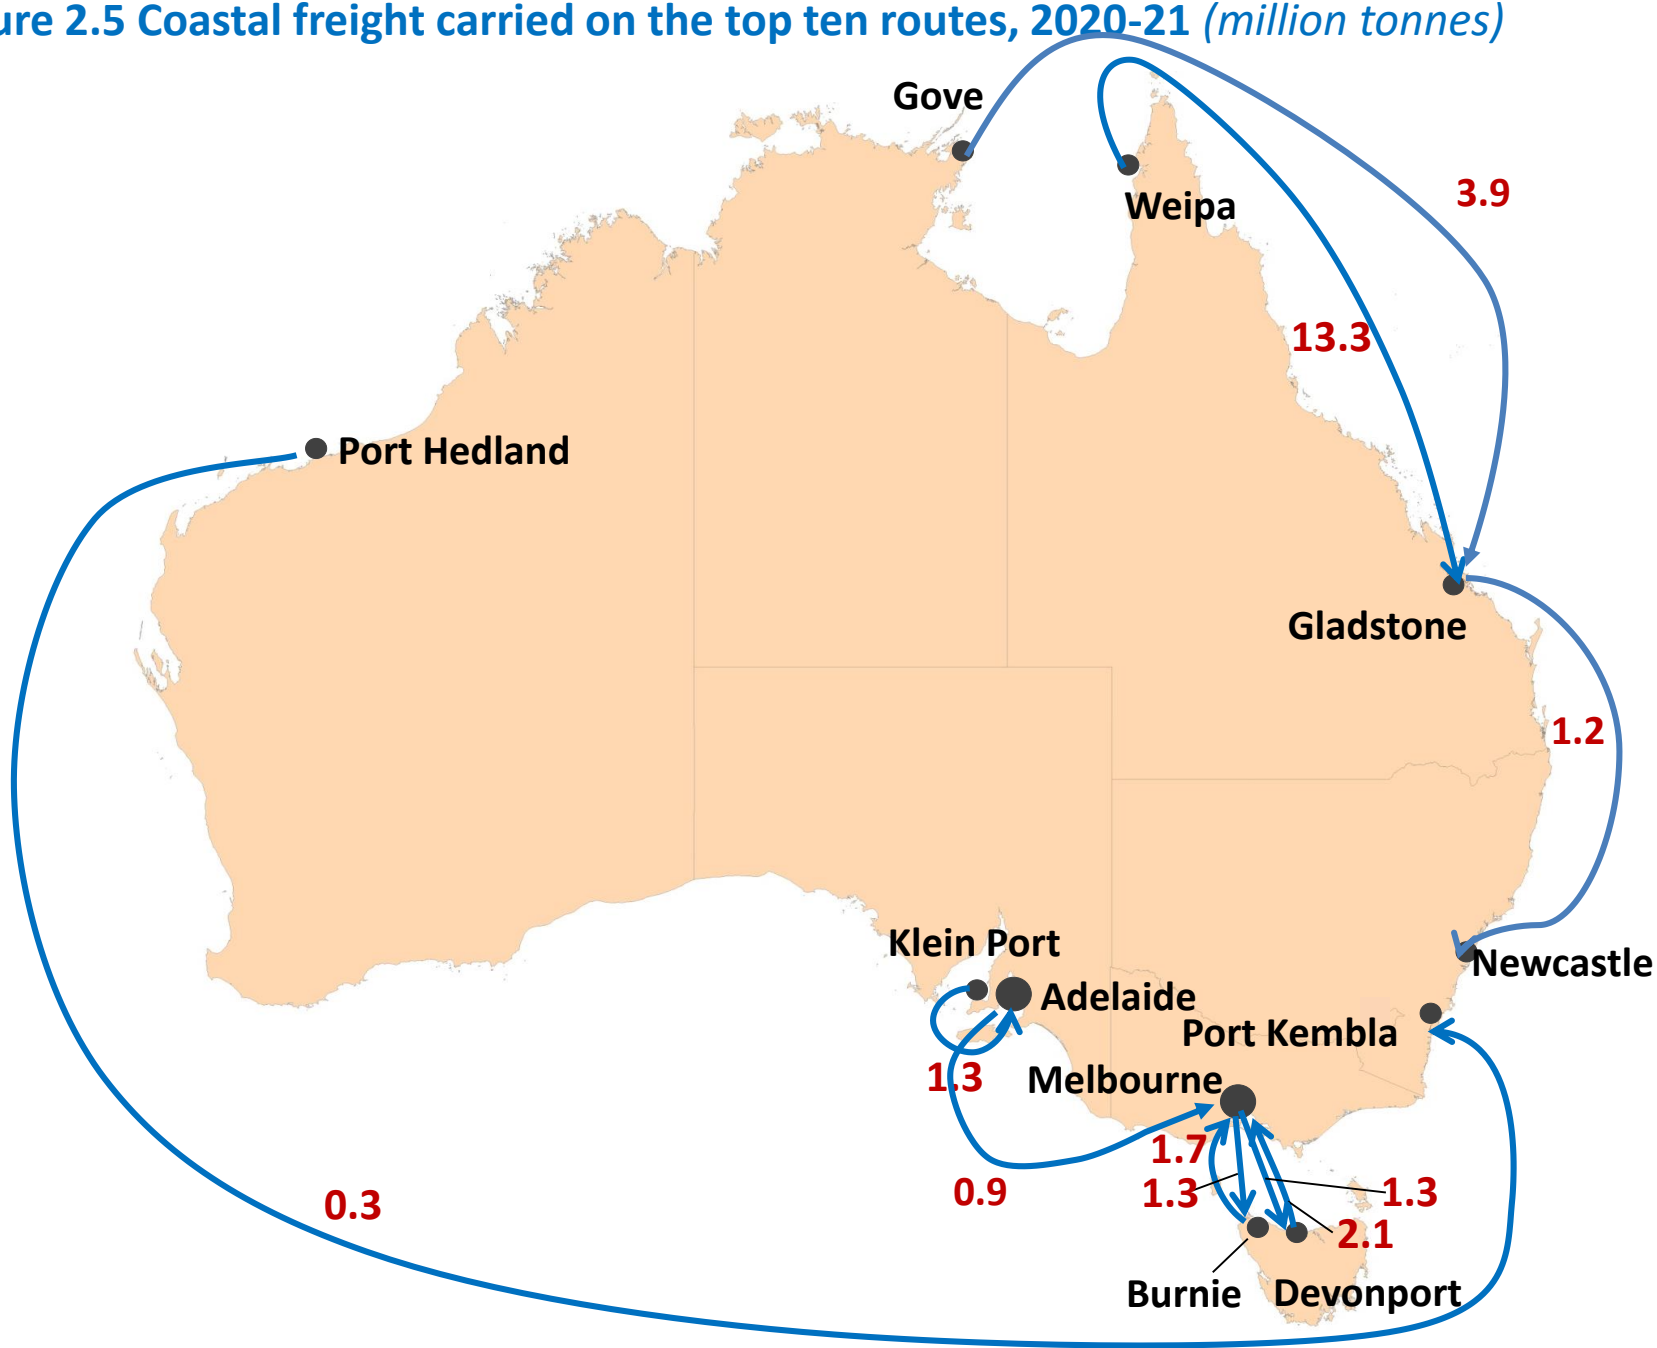 ure 2.5 Coastal freight carried on the top ten routes, 2020-21 (million tonnes)
Gove
Weipa
3.9
13.3
Port Hedland
Gladstone
1.2
Klein Port
Newcastle
Adelaide
Port Kembla
1.3
Melbourne
1.7
0.9
1.3
1.3
0.3
2.1
Burnie
Devonport